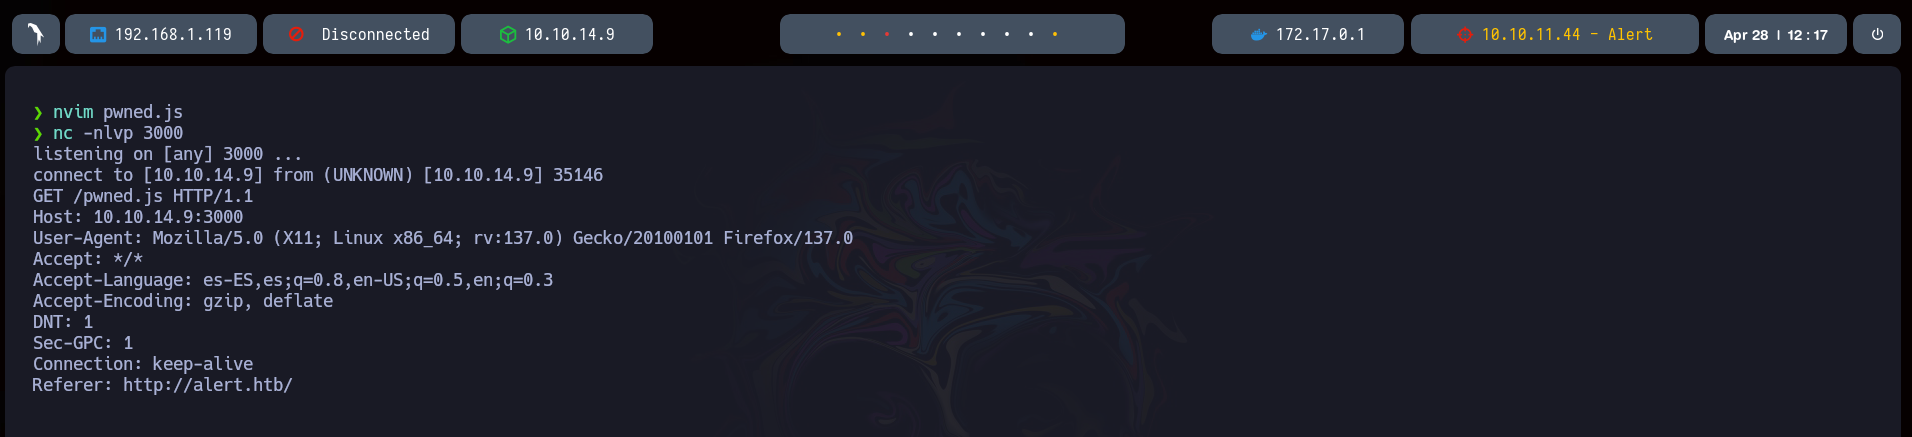 192.168.1.119 Disconnected 10.10.14.9 172.17.0.1 10.10.11.44 - Alert Apr 28 | 12:17
❯ nvim pwned.js
❯ nc -nlvp 3000
listening on [any] 3000 ...
connect to [10.10.14.9] from (UNKNOWN) [10.10.14.9] 35146
GET /pwned.js HTTP/1.1
Host: 10.10.14.9:3000
User-Agent: Mozilla/5.0 (X11; Linux x86_64; rv:137.0) Gecko/20100101 Firefox/137.0
Accept: */*
Accept-Language: es-ES,es;q=0.8,en-US;q=0.5,en;q=0.3
Accept-Encoding: gzip, deflate
DNT: 1
Sec-GPC: 1
Connection: keep-alive
Referer: http://alert.htb/